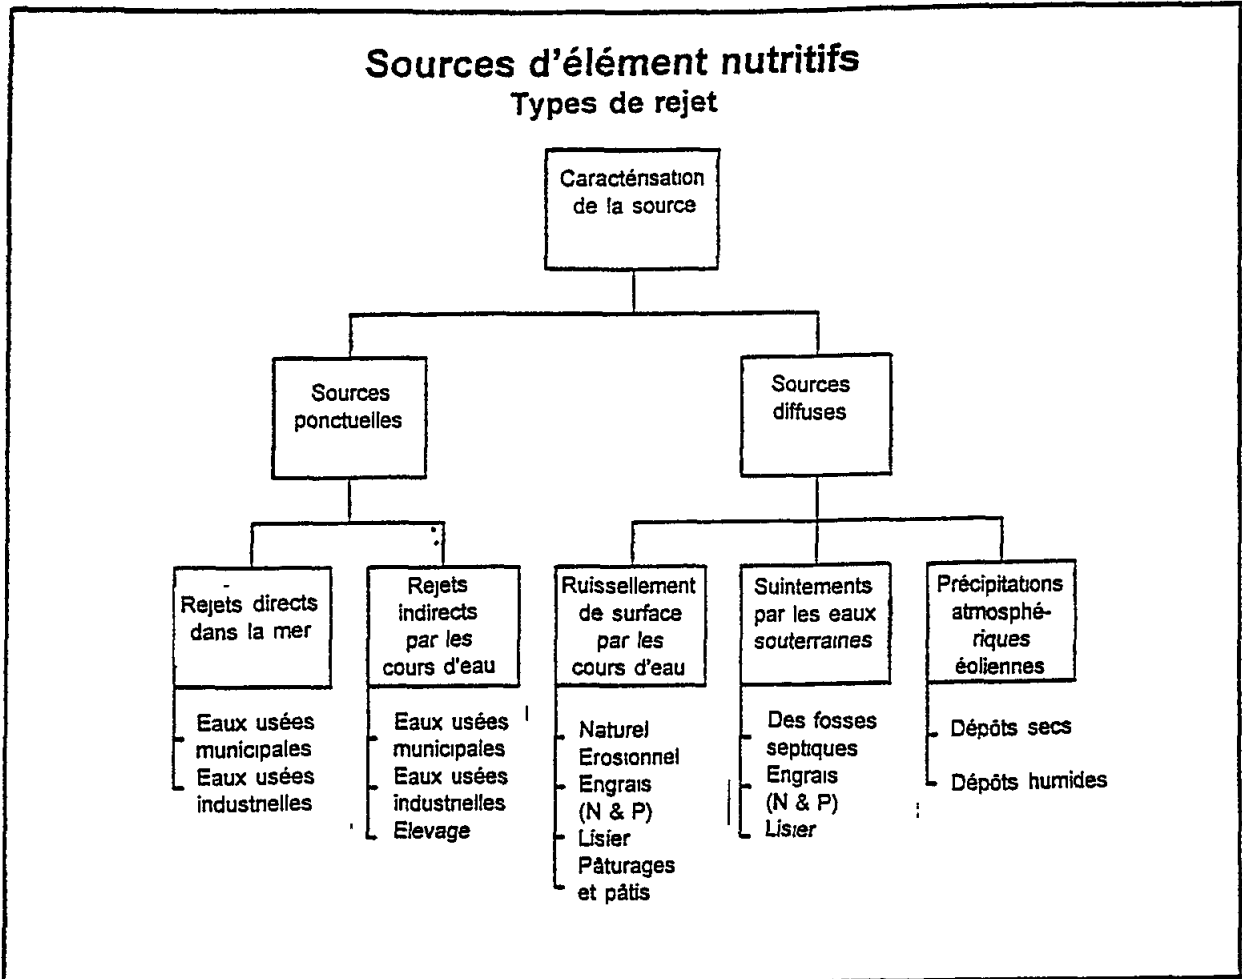 Sources d'élément nutritifs
Types de rejet
Caractérisation
de la source
Sources
ponctuelles
Sources
diffuses
Rejets directs
dans la mer
Rejets
indirects
par les
cours d'eau
Ruissellement
de surface
par les
cours d'eau
Suintements
par les eaux
souterraines
Précipitations
atmosphé-
riques
éoliennes
Eaux usées
municipales
Eaux usées
industrielles
Eaux usées
municipales
Eaux usées
industrielles
Elevage
Naturel
Erosionnel
Engrais
(N & P)
Lisier
Pâturages
et pâtis
Des fosses
septiques
Engrais
(N & P)
Lisier
Dépôts secs
Dépôts humides